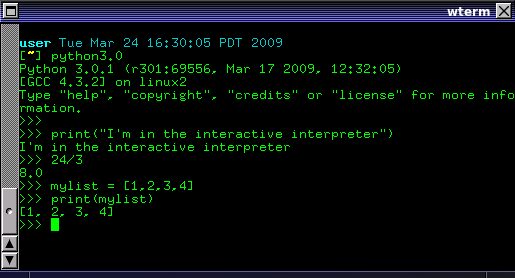 wterm
user Tue Mar 24 16:30:05 PDT 2009
[~] python3.0
Python 3.0.1 (r301:69556, Mar 17 2009, 12:32:05)
[GCC 4.3.2] on linux2
Type "help", "copyright", "credits" or "license" for more info
rmation.
>>>
>>> print("I'm in the interactive interpreter")
I'm in the interactive interpreter
>>> 24/3
8.0
>>> mylist = [1,2,3,4]
>>> print(mylist)
[1, 2, 3, 4]
>>>